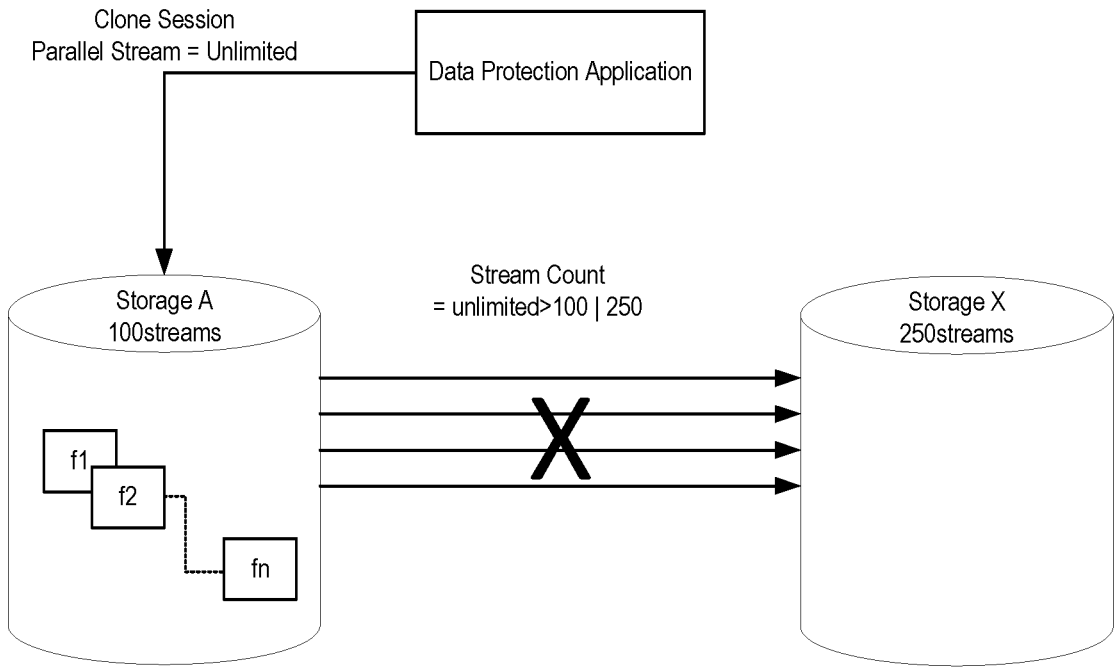 Clone Session
Parallel Stream = Unlimited
Data Protection Application
Stream Count
= unlimited>100 | 250
Storage A
100streams
Storage X
250streams
X
f1
f2
fn